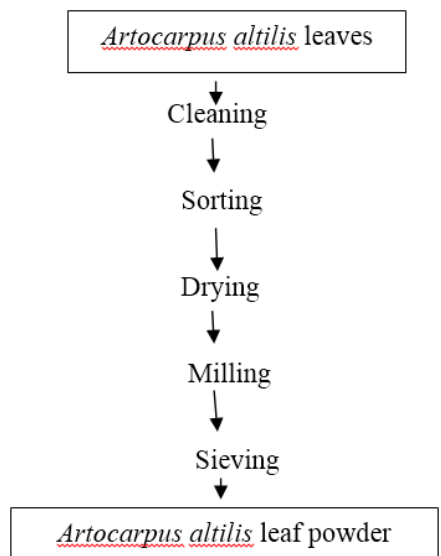 Artocarpus altilis leaves
Cleaning
Sorting
Drying
Milling
Sieving
Artocarpus altilis leaf powder